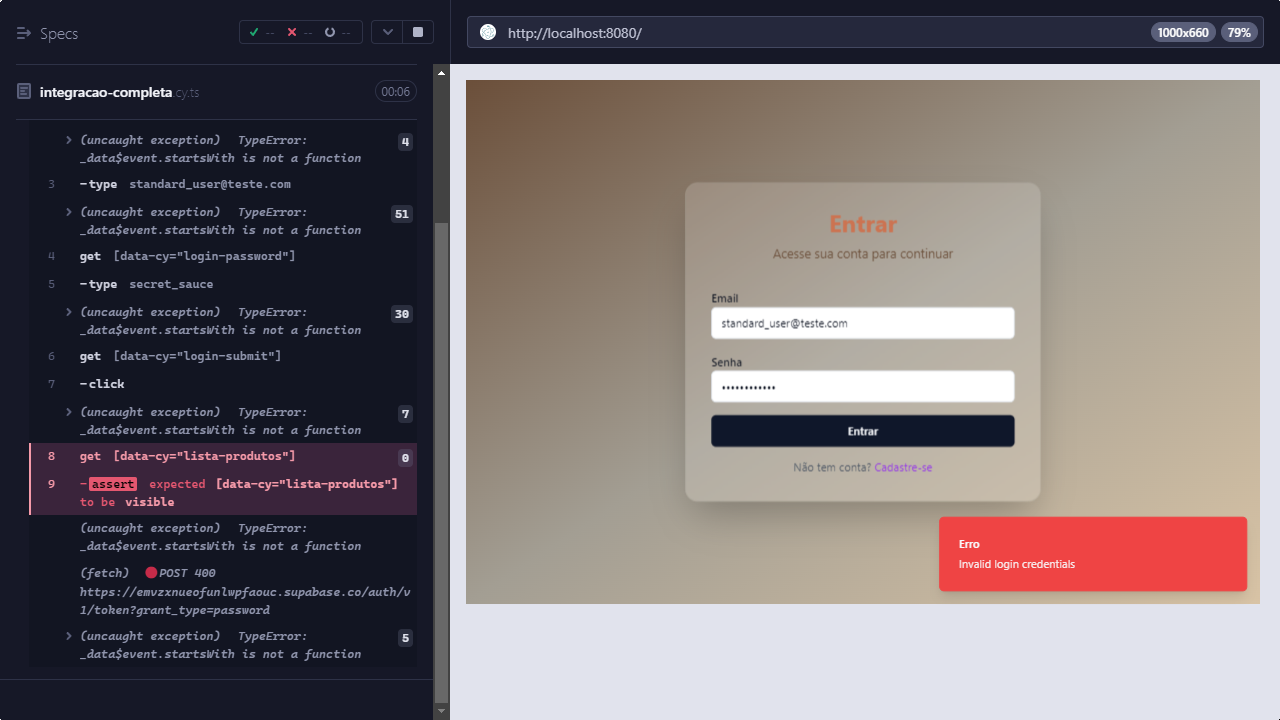 Specs
-- -- --
http://localhost:8080/
1000x660
79%
integracao-completa.cy.ts
00:06
(uncaught exception) TypeError: 4
_data$event.startsWith is not a function
3 -type standard_user@teste.com
(uncaught exception) TypeError: 51
_data$event.startsWith is not a function
4 get [data-cy="login-password"]
5 -type secret_sauce
(uncaught exception) TypeError: 30
_data$event.startsWith is not a function
6 get [data-cy="login-submit"]
7 -click
(uncaught exception) TypeError: 7
_data$event.startsWith is not a function
8 get [data-cy="lista-produtos"] 0
9 -assert expected [data-cy="lista-produtos"]
to be visible
(uncaught exception) TypeError:
_data$event.startsWith is not a function
(fetch) POST 400
https://emvzxnueofunlwpfaouc.supabase.co/auth/v
1/token?grant_type=password
(uncaught exception) TypeError: 5
_data$event.startsWith is not a function
Entrar
Acesse sua conta para continuar
Email
standard_user@teste.com
Senha
••••••••••••
Entrar
Não tem conta? Cadastre-se
Erro
Invalid login credentials